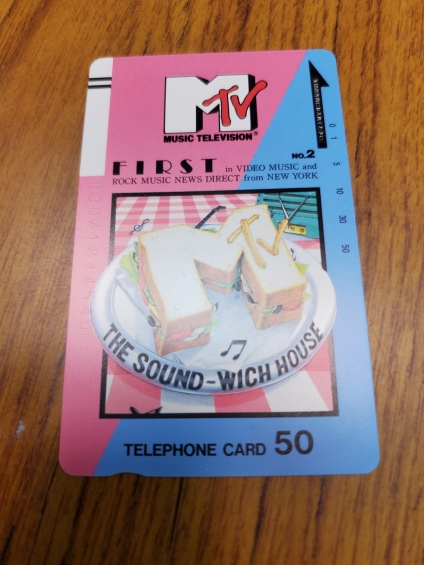 MTV
MUSIC TELEVISION®
NO.2
FIRST in VIDEO MUSIC and
ROCK MUSIC NEWS DIRECT from NEW YORK
0 1 5 10 30 50
MTV
THE SOUND-WICH HOUSE
TELEPHONE CARD 50